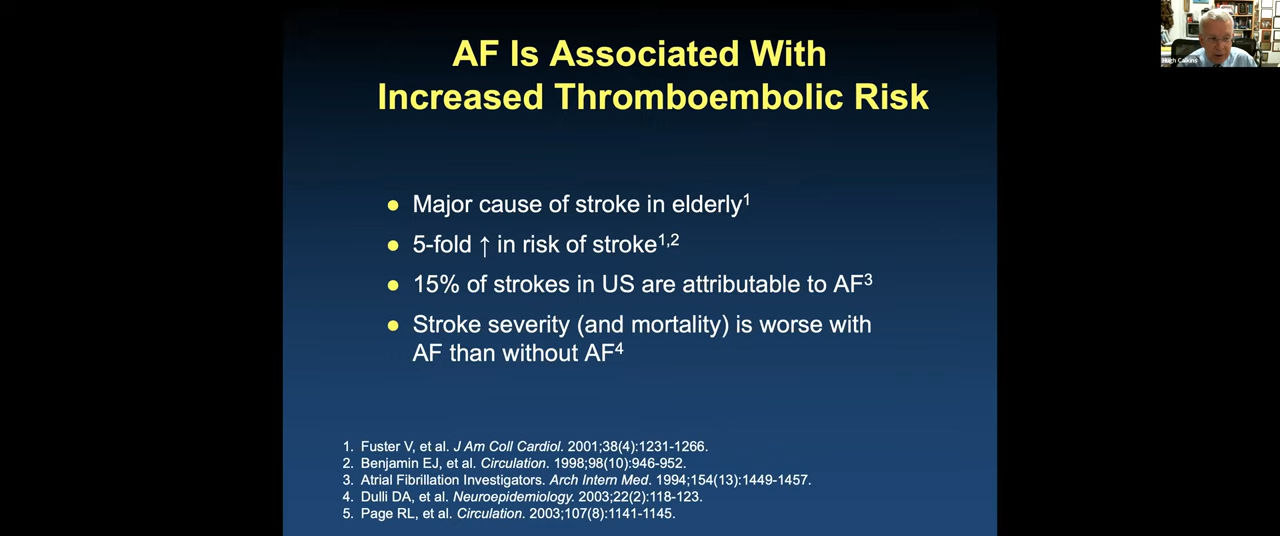 AF Is Associated With
Increased Thromboembolic Risk
● Major cause of stroke in elderly1
● 5-fold ↑ in risk of stroke1,2
● 15% of strokes in US are attributable to AF3
● Stroke severity (and mortality) is worse with
AF than without AF4
1. Fuster V, et al. J Am Coll Cardiol. 2001;38(4):1231-1266.
2. Benjamin EJ, et al. Circulation. 1998;98(10):946-952.
3. Atrial Fibrillation Investigators. Arch Intern Med. 1994;154(13):1449-1457.
4. Dulli DA, et al. Neuroepidemiology. 2003;22(2):118-123.
5. Page RL, et al. Circulation. 2003;107(8):1141-1145.
Hugh Calkins